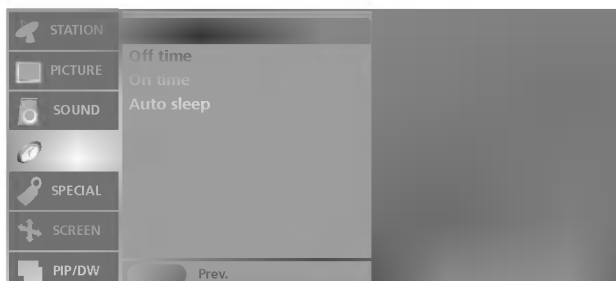 STATION
PICTURE
SOUND
SPECIAL
SCREEN
PIP/DW
Off time
On time
Auto sleep
Prev.